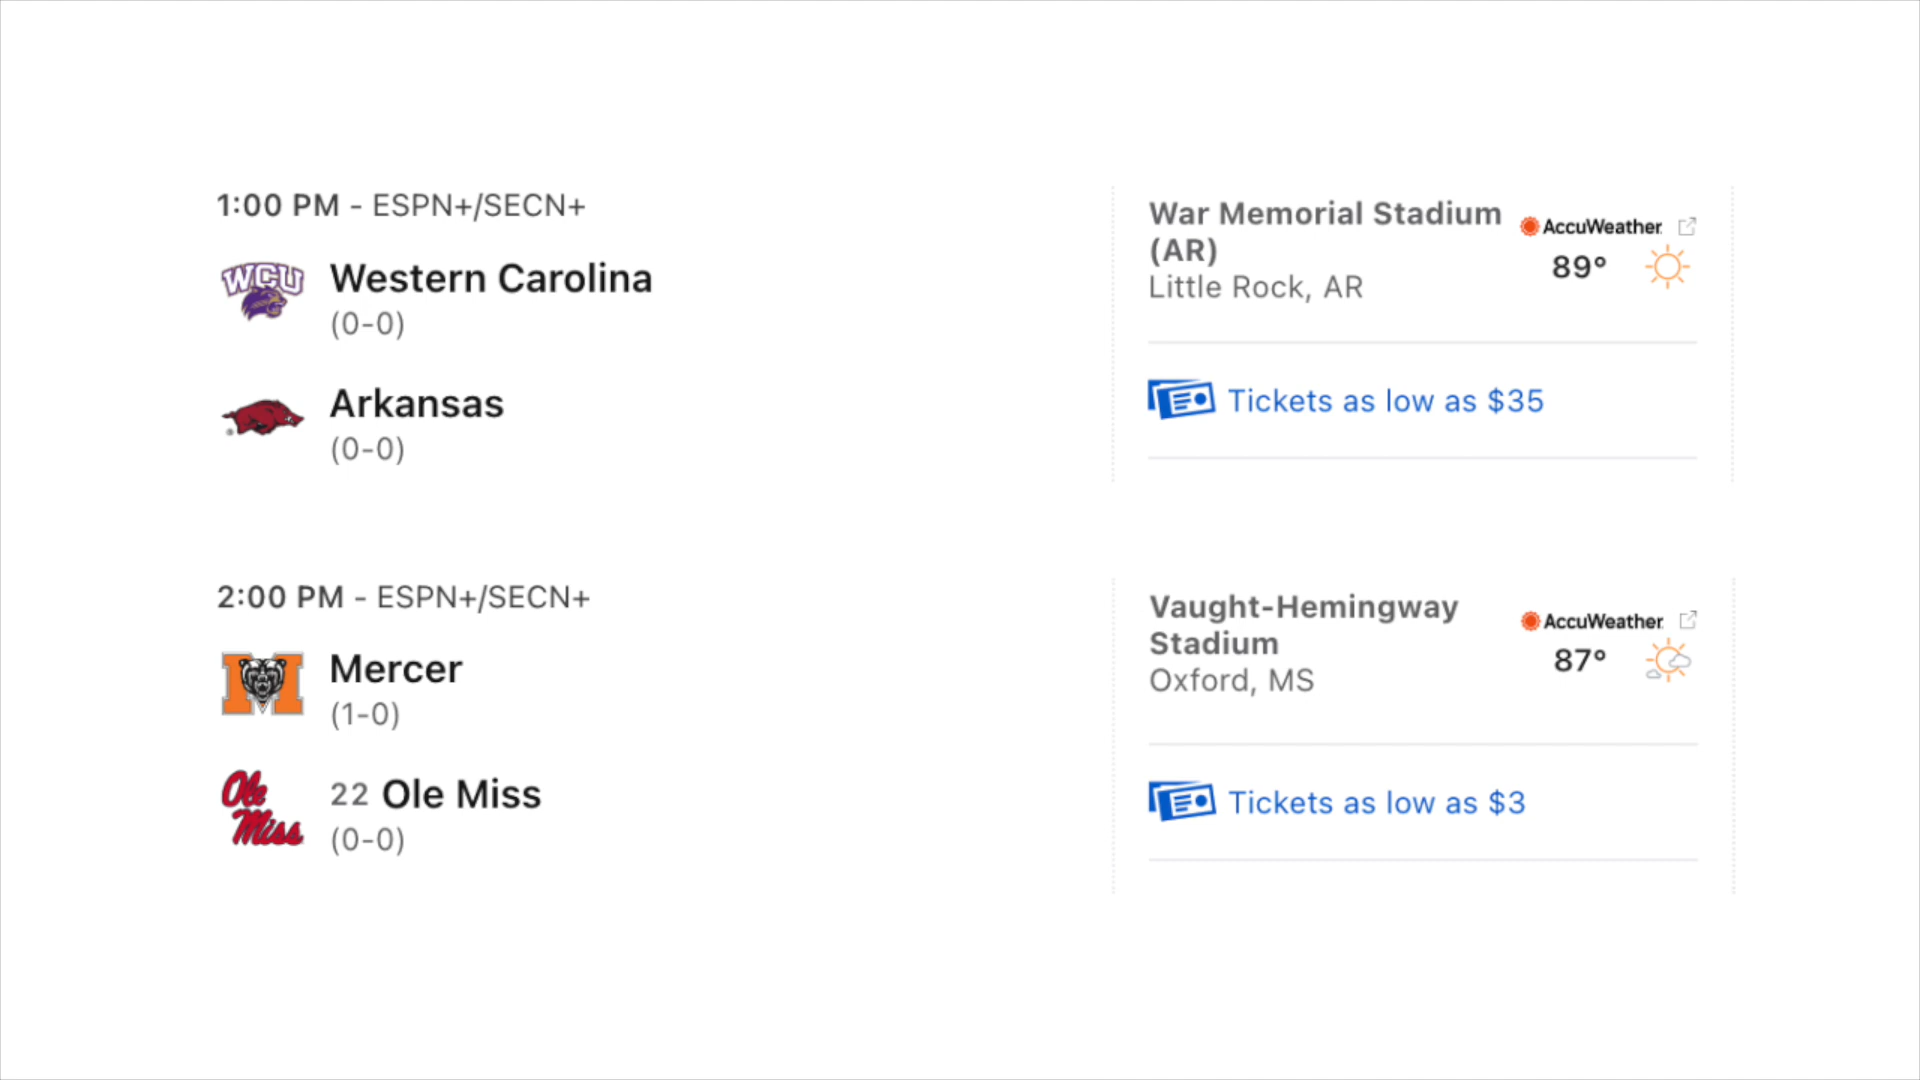 1:00 PM - ESPN+/SECN+
WCU
Western Carolina
(0-0)
Arkansas
(0-0)
War Memorial Stadium
(AR)
Little Rock, AR
AccuWeather
89°
Tickets as low as $35
2:00 PM - ESPN+/SECN+
M
Mercer
(1-0)
Ole
Miss
22 Ole Miss
(0-0)
Vaught-Hemingway
Stadium
Oxford, MS
AccuWeather
87°
Tickets as low as $3